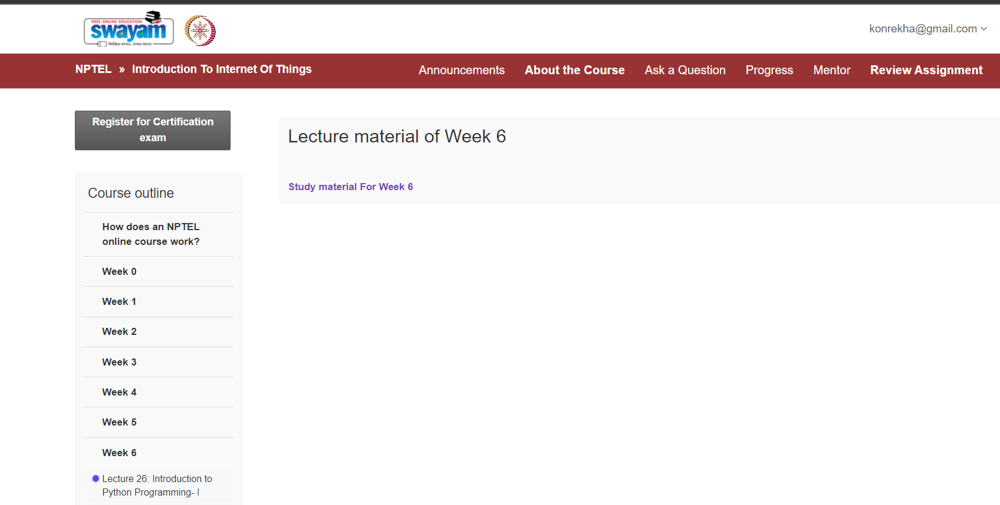 FREE ONLINE EDUCATION
swayam
konrekha@gmail.com
NPTEL » Introduction To Internet Of Things
Announcements About the Course Ask a Question Progress Mentor Review Assignment
Register for Certification
exam
Lecture material of Week 6
Study material For Week 6
Course outline
How does an NPTEL
online course work?
Week 0
Week 1
Week 2
Week 3
Week 4
Week 5
Week 6
Lecture 26: Introduction to
Python Programming- I